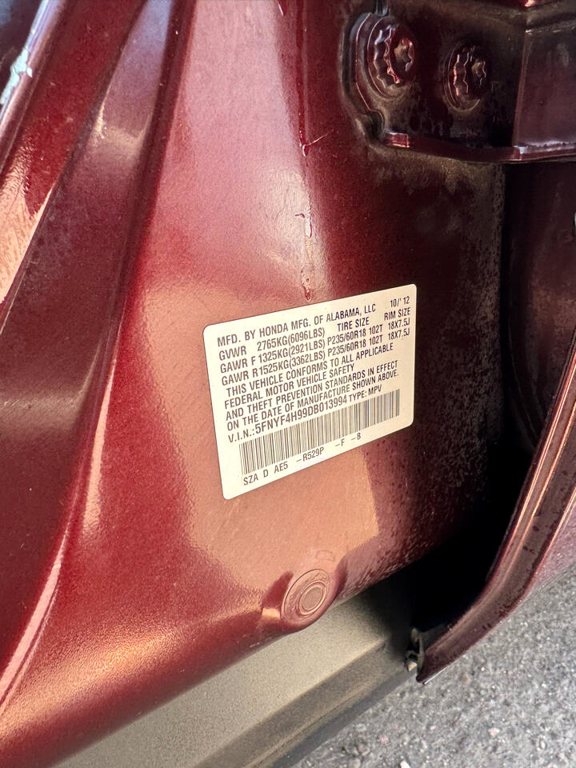 MFD. BY HONDA MFG. OF ALABAMA, LLC 10/'12
GVWR 2765KG(6096LBS) TIRE SIZE RIM SIZE
GAWR F 1325KG(2921LBS) P235/60R18 102T 18X7.5J
GAWR R 1525KG(3362LBS) P235/60R18 102T 18X7.5J
THIS VEHICLE CONFORMS TO ALL APPLICABLE
FEDERAL MOTOR VEHICLE SAFETY
AND THEFT PREVENTION STANDARDS IN EFFECT
ON THE DATE OF MANUFACTURE SHOWN ABOVE.
V.I.N.: 5FNYF4H99DB013994 TYPE: MPV
SZA D AE5 -R529P -F -B